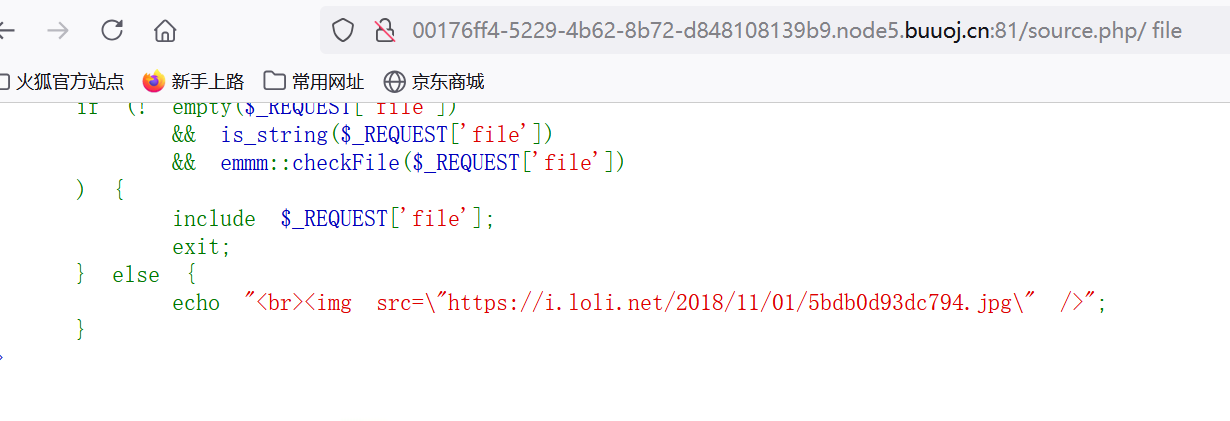 00176ff4-5229-4b62-8b72-d848108139b9.node5.buuoj.cn:81/source.php/ file
火狐官方站点 新手上路 常用网址 京东商城
if (! empty($_REQUEST['file'])
&& is_string($_REQUEST['file'])
&& emmm::checkFile($_REQUEST['file'])
) {
include $_REQUEST['file'];
exit;
} else {
echo "<br><img src=\"https://i.loli.net/2018/11/01/5bdb0d93dc794.jpg\" />";
}
>